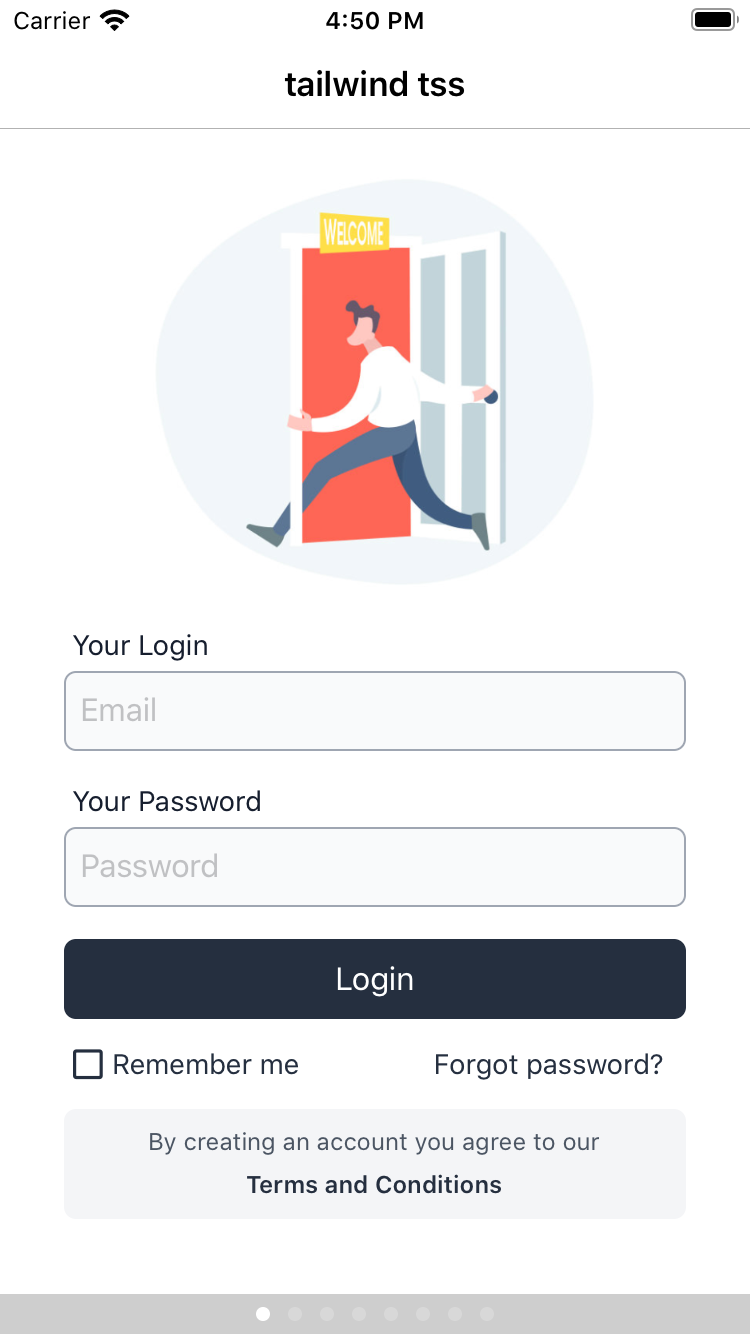 Carrier 4:50 PM
tailwind tss
WELCOME
Your Login
Email
Your Password
Password
Login
Remember me Forgot password?
By creating an account you agree to our
Terms and Conditions